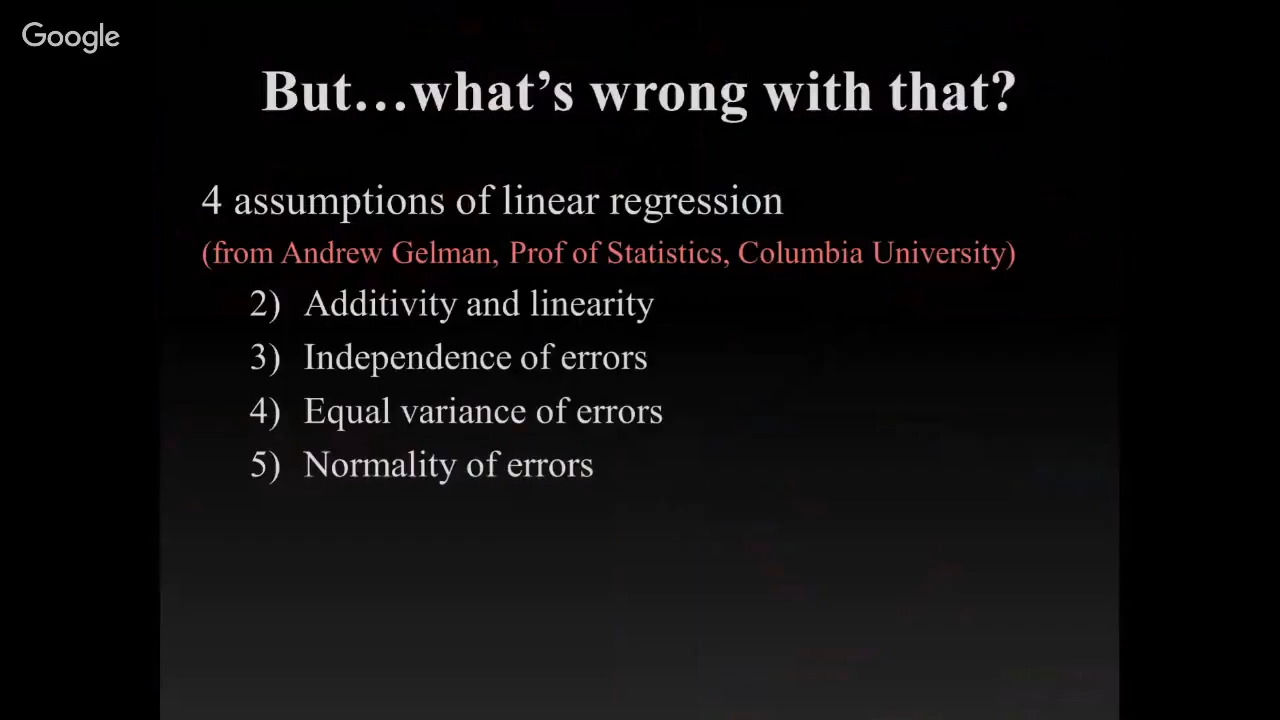 Google
But…what’s wrong with that?
4 assumptions of linear regression
(from Andrew Gelman, Prof of Statistics, Columbia University)
2) Additivity and linearity
3) Independence of errors
4) Equal variance of errors
5) Normality of errors